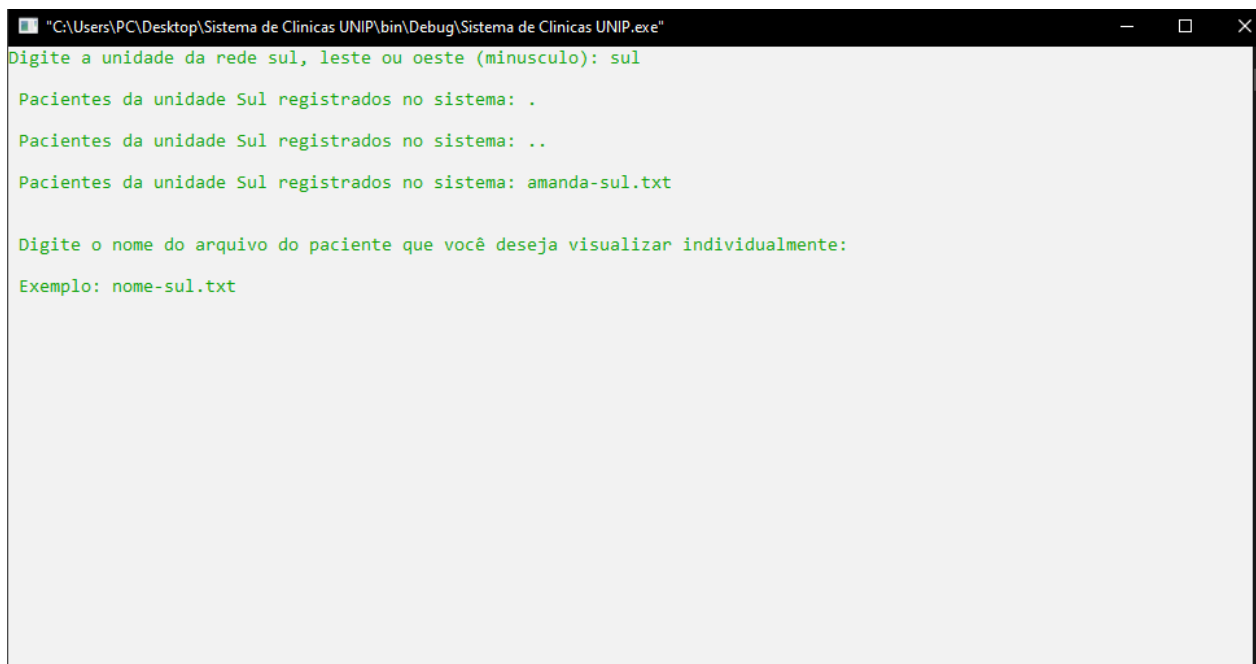 "C:\Users\PC\Desktop\Sistema de Clinicas UNIP\bin\Debug\Sistema de Clinicas UNIP.exe"
Digite a unidade da rede sul, leste ou oeste (minusculo): sul
Pacientes da unidade Sul registrados no sistema: .
Pacientes da unidade Sul registrados no sistema: ..
Pacientes da unidade Sul registrados no sistema: amanda-sul.txt
Digite o nome do arquivo do paciente que você deseja visualizar individualmente:
Exemplo: nome-sul.txt